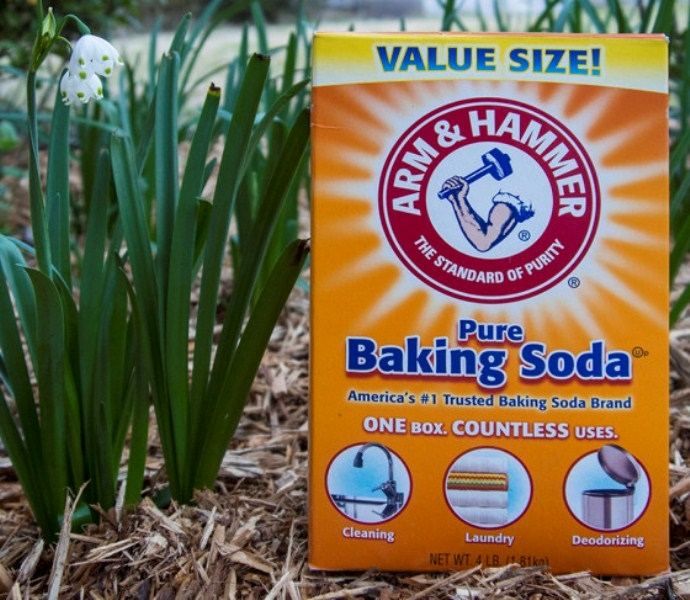 VALUE SIZE!
ARM & HAMMER
®
THE STANDARD OF PURITY
®
Pure
Baking Soda ⓤP
America's #1 Trusted Baking Soda Brand
ONE BOX. COUNTLESS USES.
Cleaning Laundry Deodorizing
NET WT. 4 LB. (1.81kg)